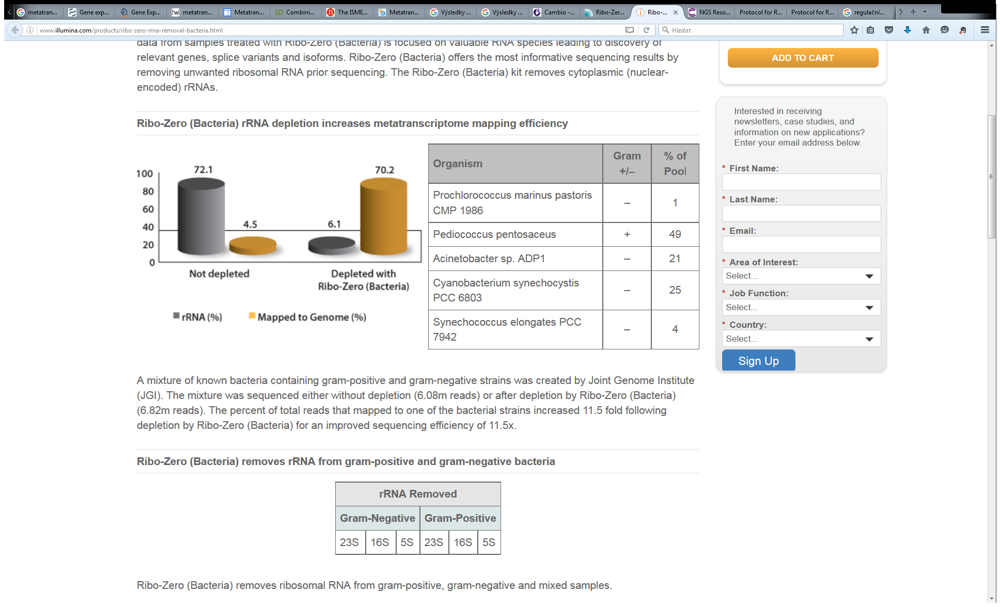 metatran...
Gene exp...
Gene Exp...
metatran...
Metatran...
SD Combini...
The ISME...
Metatran...
Výsledky ...
Výsledky ...
Cambio -...
Ribo-Zer...
Ribo-...
NGS Reso...
Protocol for R...
Protocol for R...
regulační...
www.illumina.com/products/ribo-zero-rrna-removal-bacteria.html
Hledat
data from samples treated with Ribo-Zero (Bacteria) is focused on valuable RNA species leading to discovery of
relevant genes, splice variants and isoforms. Ribo-Zero (Bacteria) offers the most informative sequencing results by
removing unwanted ribosomal RNA prior sequencing. The Ribo-Zero (Bacteria) kit removes cytoplasmic (nuclear-
encoded) rRNAs.
Ribo-Zero (Bacteria) rRNA depletion increases metatranscriptome mapping efficiency
100
80
60
40
20
0
72.1
4.5
6.1
70.2
Not depleted
Depleted with
Ribo-Zero (Bacteria)
rRNA (%)
Mapped to Genome (%)
Organism
Gram
+/–
% of
Pool
Prochlorococcus marinus pastoris
CMP 1986
–
1
Pediococcus pentosaceus
+
49
Acinetobacter sp. ADP1
–
21
Cyanobacterium synechocystis
PCC 6803
–
25
Synechococcus elongates PCC
7942
–
4
A mixture of known bacteria containing gram-positive and gram-negative strains was created by Joint Genome Institute
(JGI). The mixture was sequenced either without depletion (6.08m reads) or after depletion by Ribo-Zero (Bacteria)
(6.82m reads). The percent of total reads that mapped to one of the bacterial strains increased 11.5 fold following
depletion by Ribo-Zero (Bacteria) for an improved sequencing efficiency of 11.5x.
Ribo-Zero (Bacteria) removes rRNA from gram-positive and gram-negative bacteria
rRNA Removed
Gram-Negative Gram-Positive
23S 16S 5S 23S 16S 5S
Ribo-Zero (Bacteria) removes ribosomal RNA from gram-positive, gram-negative and mixed samples.
ADD TO CART
Interested in receiving
newsletters, case studies, and
information on new applications?
Enter your email address below.
* First Name:
* Last Name:
* Email:
* Area of Interest:
Select...
* Job Function:
Select...
* Country:
Select...
Sign Up